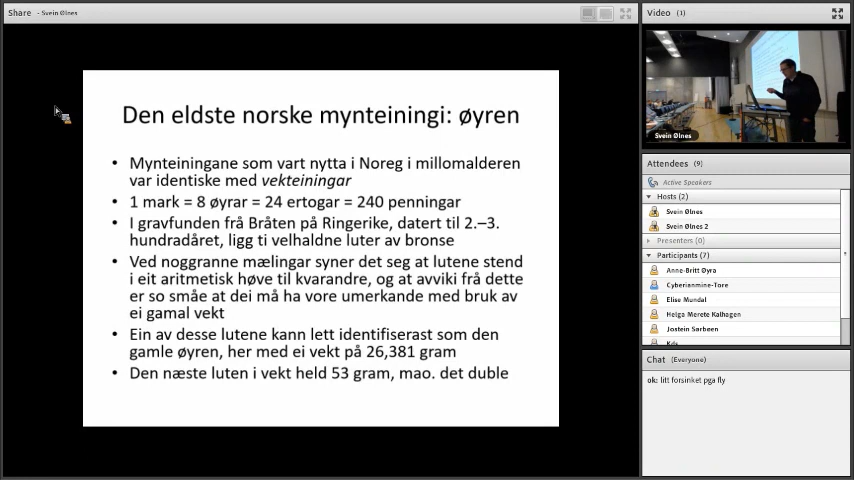 Share - Svein Ølnes
Den eldste norske mynteiningi: øyren
• Mynteiningane som vart nytta i Noreg i millomalderen
var identiske med vekteiningar
• 1 mark = 8 øyrar = 24 ertogar = 240 penningar
• I gravfunden frå Bråten på Ringerike, datert til 2.–3.
hundradåret, ligg ti velhaldne luter av bronse
• Ved noggranne mælingar syner det seg at lutene stend
i eit aritmetisk høve til kvarandre, og at avviki frå dette
er so småe at dei må ha vore umerkande med bruk av
ei gamal vekt
• Ein av desse lutene kann lett identifiserast som den
gamle øyren, her med ei vekt på 26,381 gram
• Den næste luten i vekt held 53 gram, mao. det duble
Video (1)
Svein Ølnes
Attendees (9)
Active Speakers
Hosts (2)
Svein Ølnes
Svein Ølnes 2
Presenters (0)
Participants (7)
Anne-Britt Øyra
Cyberianmine-Tore
Elise Mundal
Helga Merete Kalhagen
Jostein Sørbøen
Chat (Everyone)
ok: litt forsinket pga fly